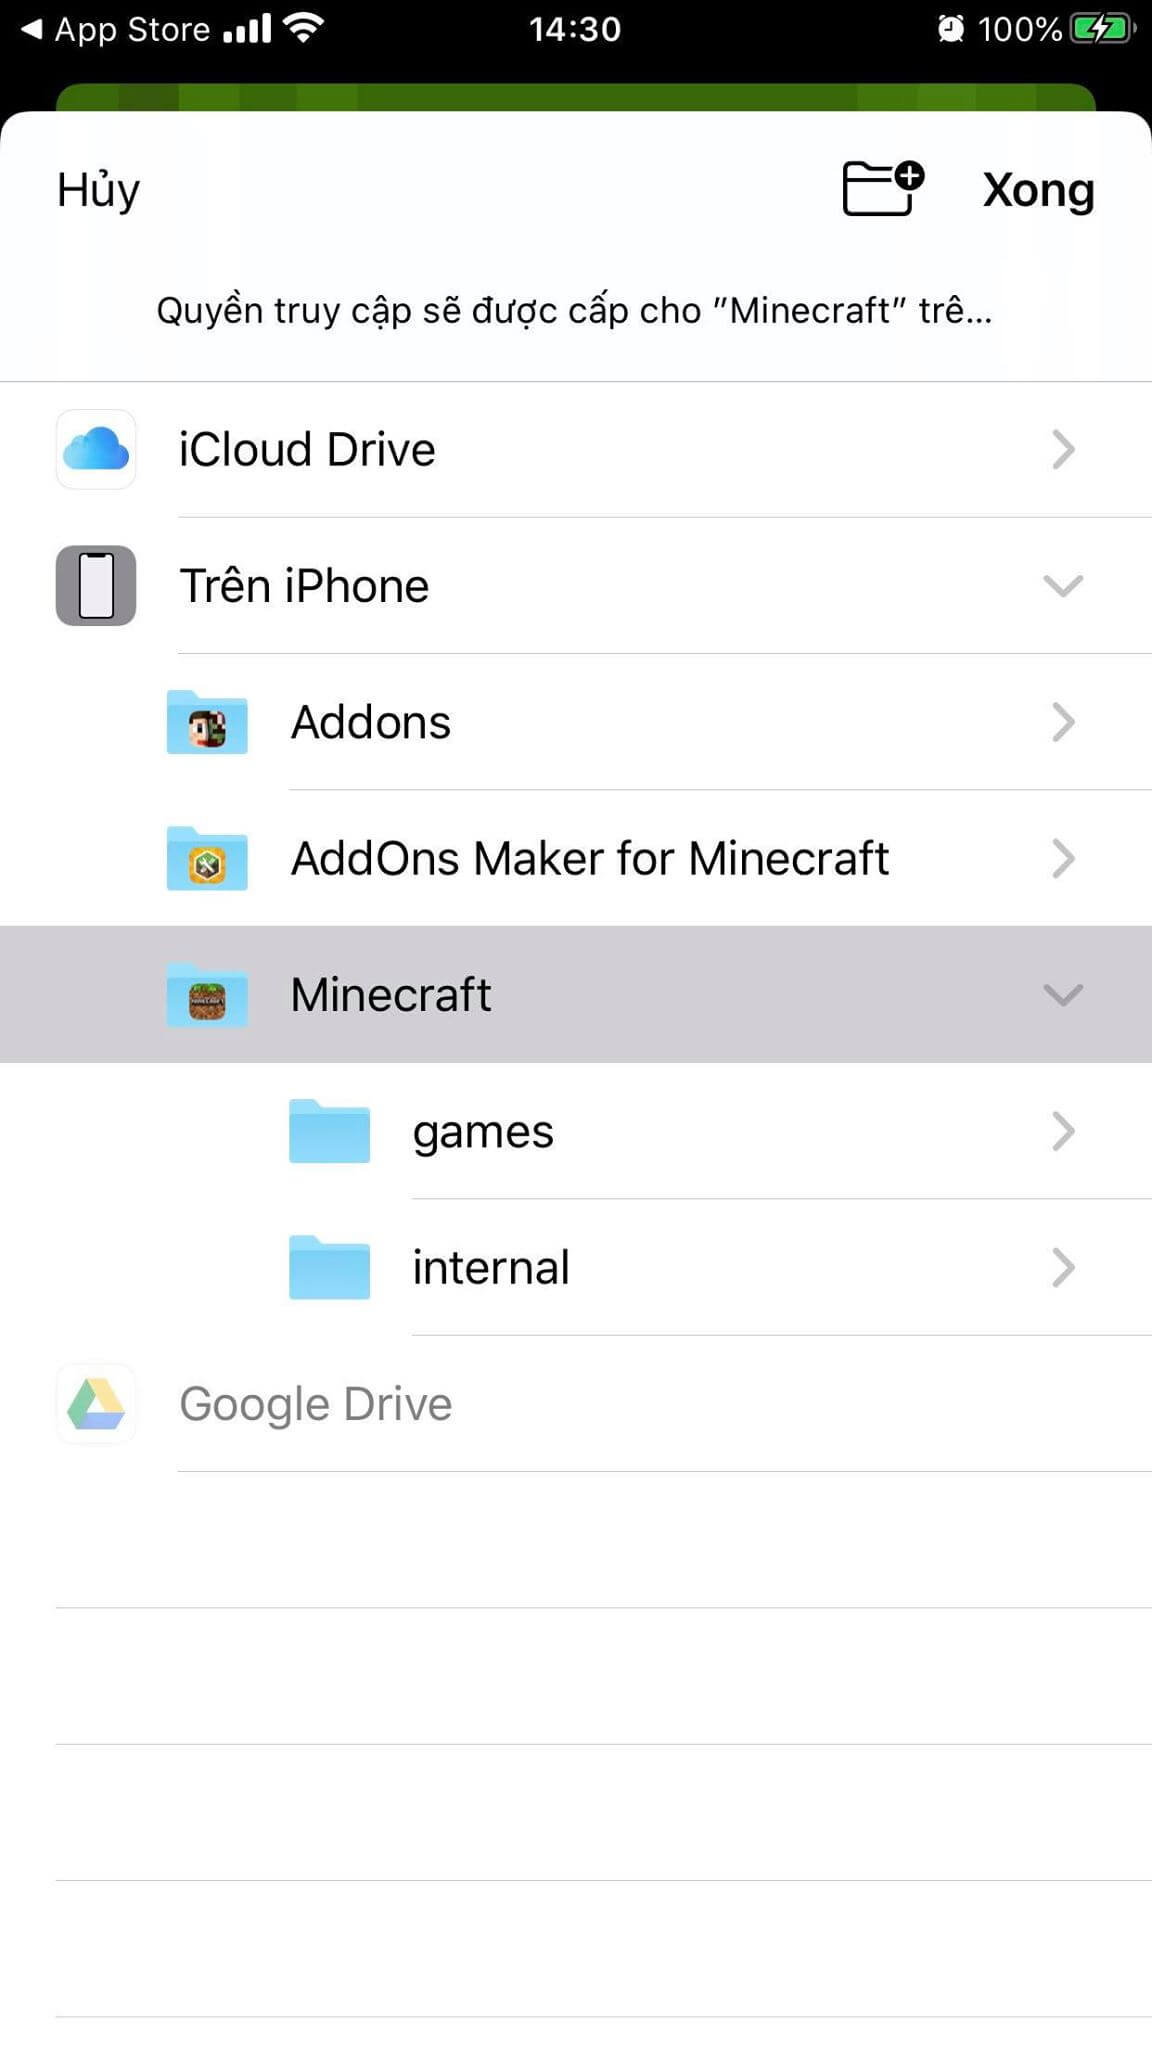 App Store
14:30
100%
Hủy
Xong
Quyền truy cập sẽ được cấp cho "Minecraft" trê...
iCloud Drive
Trên iPhone
Addons
AddOns Maker for Minecraft
Minecraft
games
internal
Google Drive